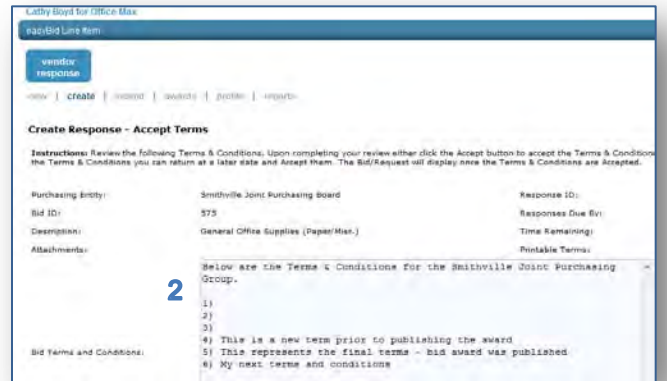 Cathy Boyd for Office Max
eazyBid Line Item
vendor
response
view | create | | awards | profile | reports
Create Response - Accept Terms
Instructions: Review the following Terms & Conditions. Upon completing your review either click the Accept button to accept the Terms & Condition
the Terms & Conditions you can return at a later date and Accept them. The Bid/Request will display once the Terms & Conditions are Accepted.
Purchasing Entity: Smithville Joint Purchasing Board Response ID:
Bid ID: 575 Responses Due By:
Description: General Office Supplies (Paper/Misc.) Time Remaining:
Attachments: Printable Terms:
Below are the Terms & Conditions for the Smithville Joint Purchasing
Group.
2
1)
2)
3)
4) This is a new term prior to publishing the award
Bid Terms and Conditions: 5) This represents the final terms - bid award was published
6) My next terms and conditions